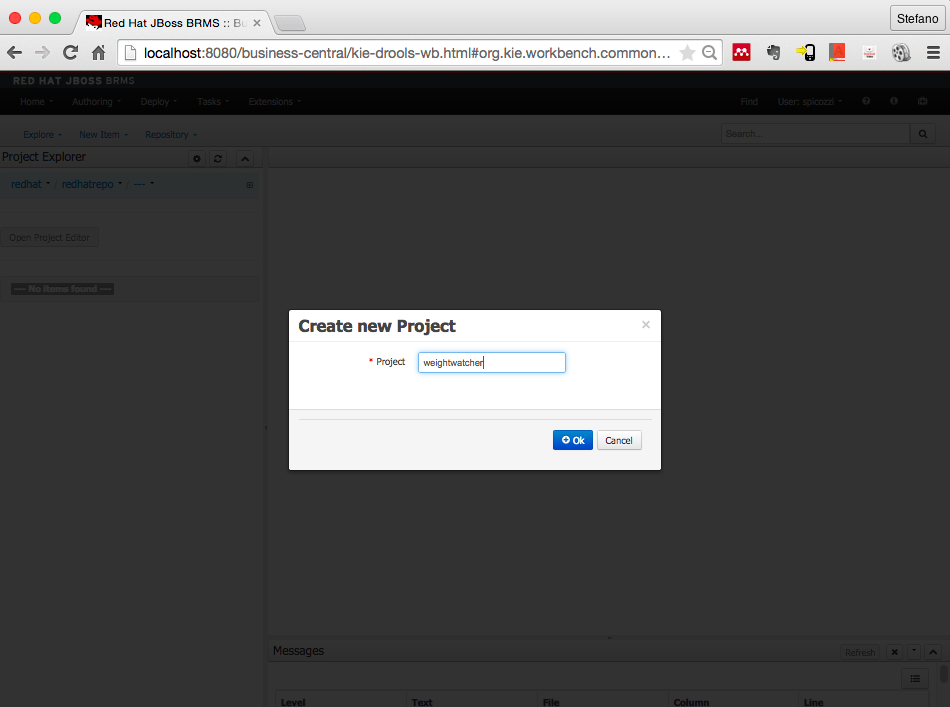 Red Hat JBoss BRMS :: Bu
Stefano
localhost:8080/business-central/kie-drools-wb.html#org.kie.workbench.common...
RED HAT JBOSS BRMS
Home Authoring Deploy Tasks Extensions Find User: spicozzi
Explore New Item Repository Search...
Project Explorer
redhat / redhatrepo / ---
Open Project Editor
--- No items found ---
Create new Project
* Project weightwatcher
Ok Cancel
Messages Refresh
Level Text File Column Line